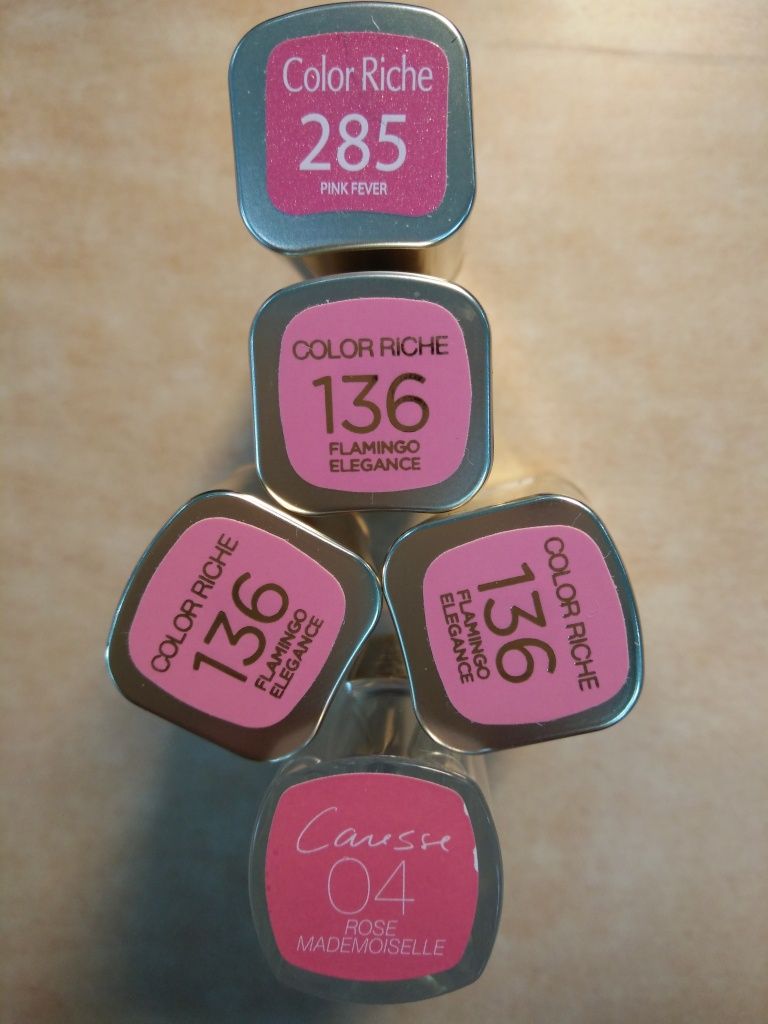 Color Riche
285
PINK FEVER
COLOR RICHE
136
FLAMINGO
ELEGANCE
COLOR RICHE
136
FLAMINGO
ELEGANCE
COLOR RICHE
136
FLAMINGO
ELEGANCE
Caresse
04
ROSE
MADEMOISELLE